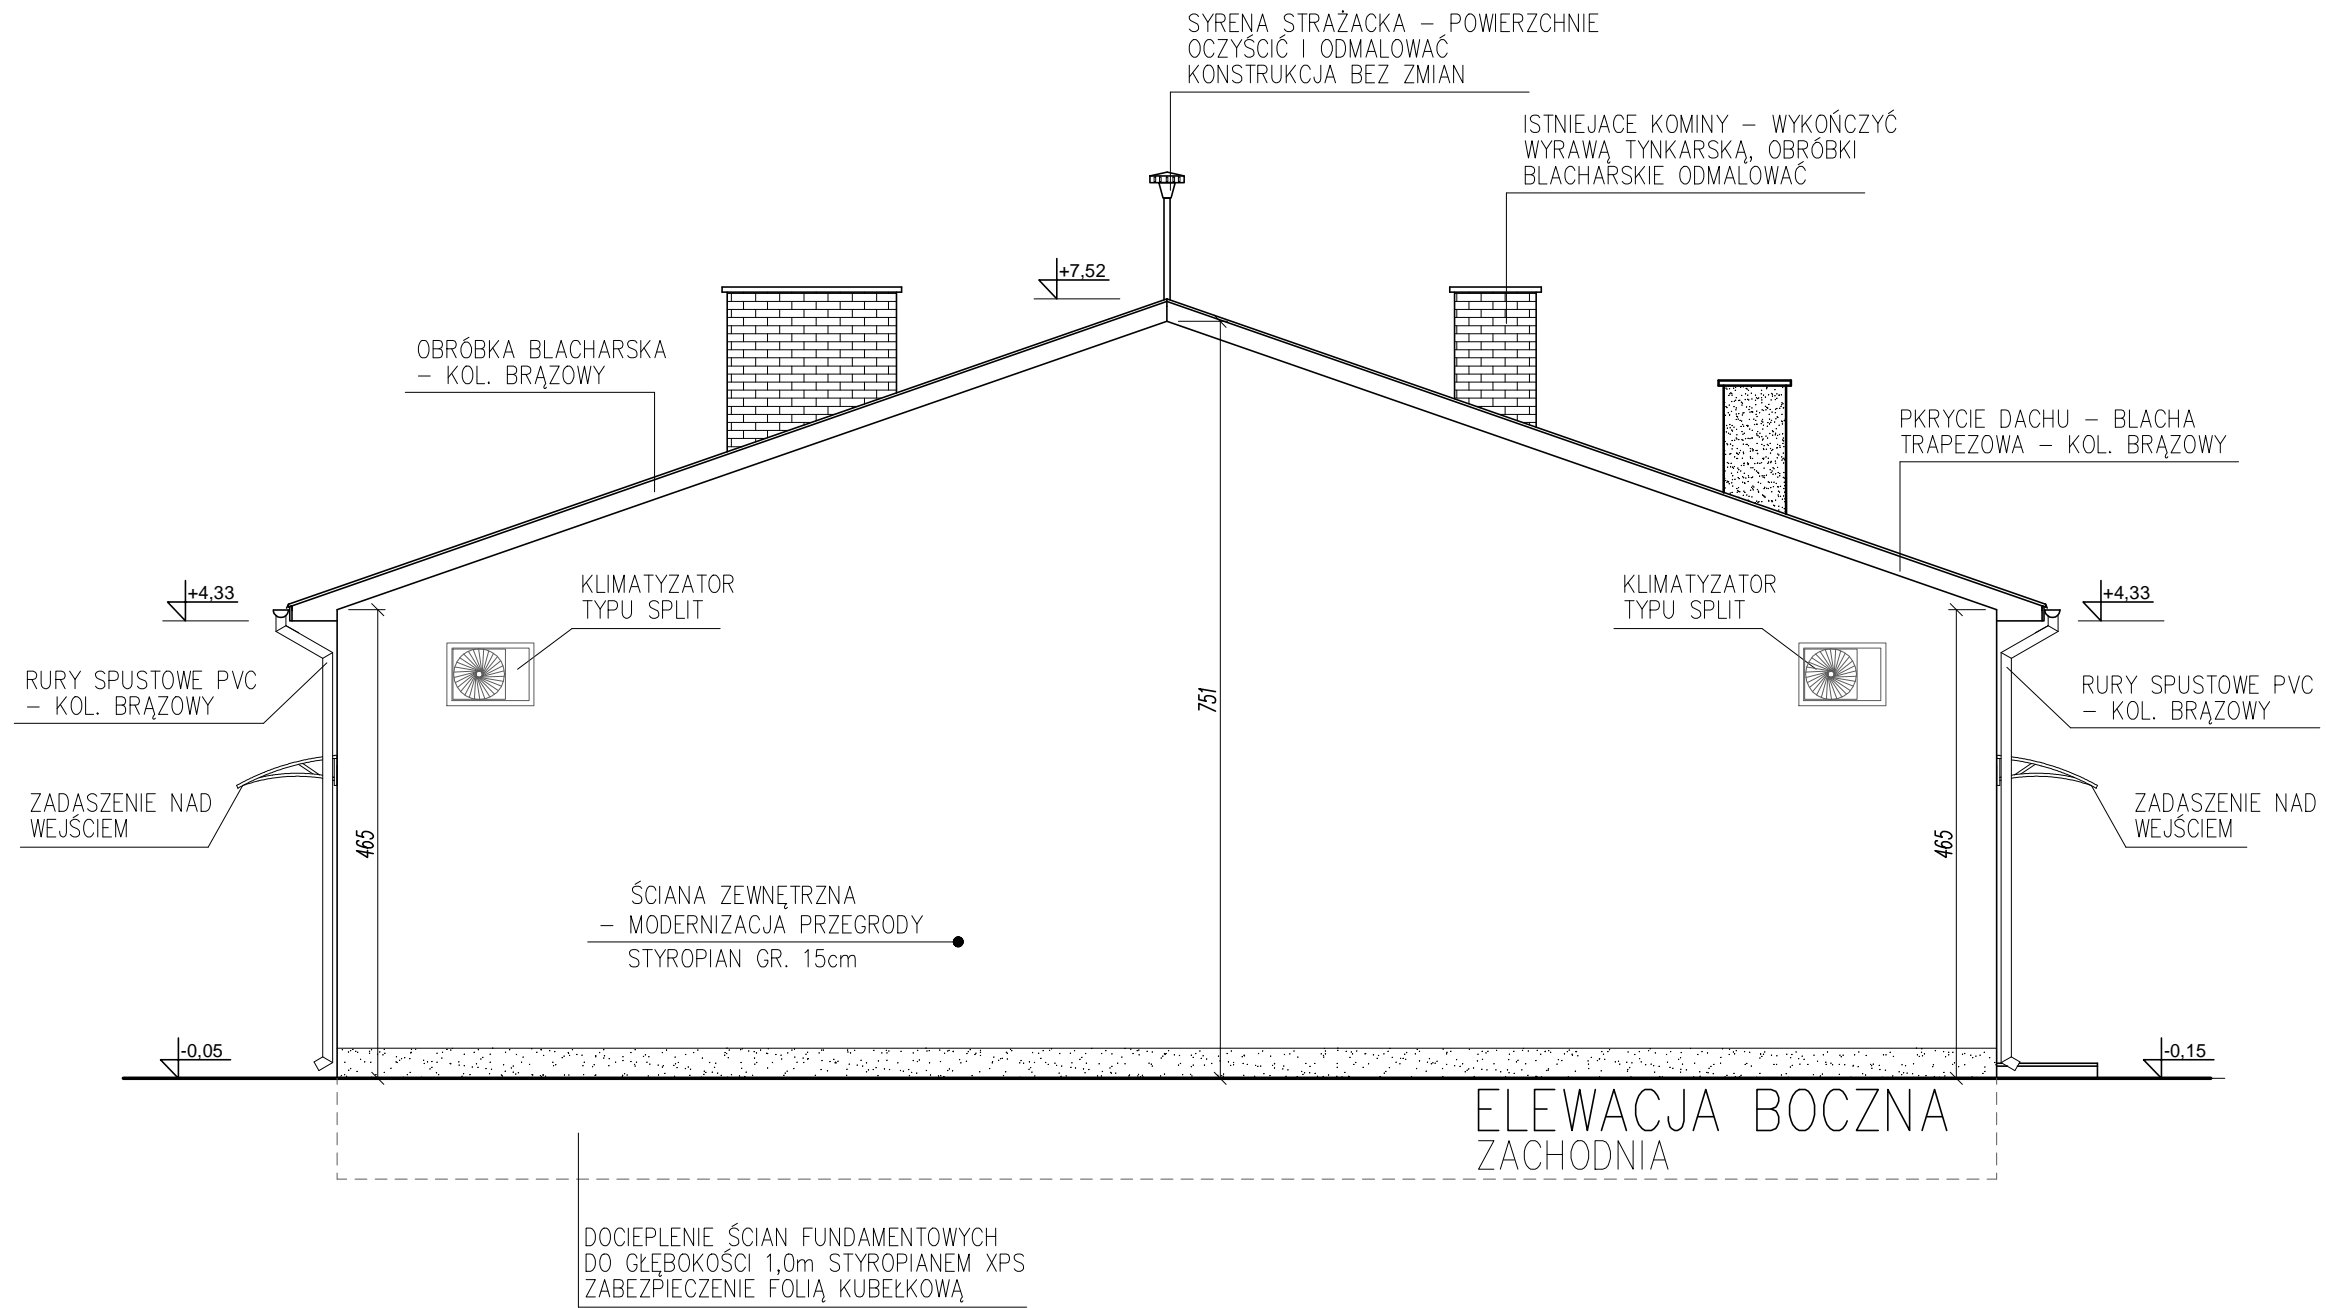 SYRENA STRAŻACKA – POWIERZCHNIE
OCZYŚCIĆ I ODMALOWAĆ
KONSTRUKCJA BEZ ZMIAN
ISTNIEJACE KOMINY – WYKOŃCZYĆ
WYRAWĄ TYNKARSKĄ, OBRÓBKI
BLACHARSKIE ODMALOWAĆ
+7,52
OBRÓBKA BLACHARSKA
– KOL. BRĄZOWY
PKRYCIE DACHU – BLACHA
TRAPEZOWA – KOL. BRĄZOWY
+4,33
KLIMATYZATOR
TYPU SPLIT
KLIMATYZATOR
TYPU SPLIT
+4,33
RURY SPUSTOWE PVC
– KOL. BRĄZOWY
751
RURY SPUSTOWE PVC
– KOL. BRĄZOWY
ZADASZENIE NAD
WEJŚCIEM
465
465
ZADASZENIE NAD
WEJŚCIEM
ŚCIANA ZEWNĘTRZNA
– MODERNIZACJA PRZEGRODY
STYROPIAN GR. 15cm
-0,05
-0,15
ELEWACJA BOCZNA
ZACHODNIA
DOCIEPLENIE ŚCIAN FUNDAMENTOWYCH
DO GŁĘBOKOŚCI 1,0m STYROPIANEM XPS
ZABEZPIECZENIE FOLIĄ KUBEŁKOWĄ